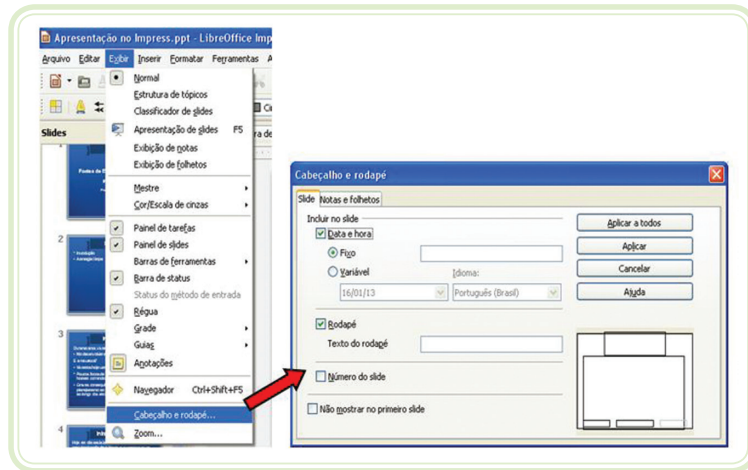 Apresentação no Impress.ppt - LibreOffice Imp
Arquivo Editar Exibir Inserir Formatar Ferramentas A
Normal
Estrutura de tópicos
Classificador de slides
Apresentação de slides F5
Exibição de notas
Exibição de folhetos
Mestre
Cor/Escala de cinzas
Painel de tarefas
Painel de slides
Barras de ferramentas
Barra de status
Status do método de entrada
Régua
Grade
Guias
Anotações
Navegador Ctrl+Shift+F5
Cabeçalho e rodapé...
Zoom...
Slides
2
3
4
Cabeçalho e rodapé
Slide Notas e folhetos
Incluir no slide
Data e hora
Fixo
Variável
Idioma:
16/01/13 Português (Brasil)
Rodapé
Texto do rodapé
Número do slide
Não mostrar no primeiro slide
Aplicar a todos
Aplicar
Cancelar
Ajuda